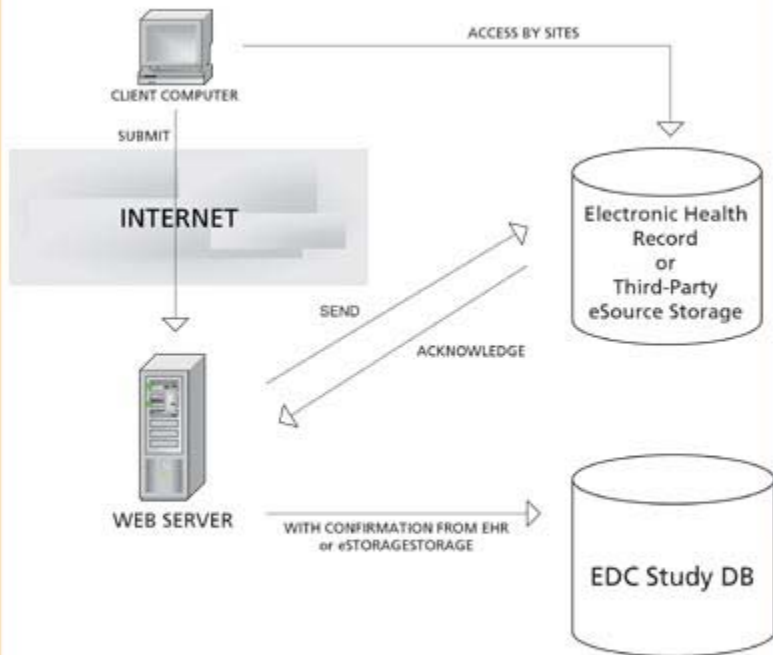 ACCESS BY SITES
CLIENT COMPUTER
SUBMIT
INTERNET
Electronic Health
Record
or
Third-Party
eSource Storage
SEND
ACKNOWLEDGE
WEB SERVER
WITH CONFIRMATION FROM EHR
or eSTORAGESTORAGE
EDC Study DB